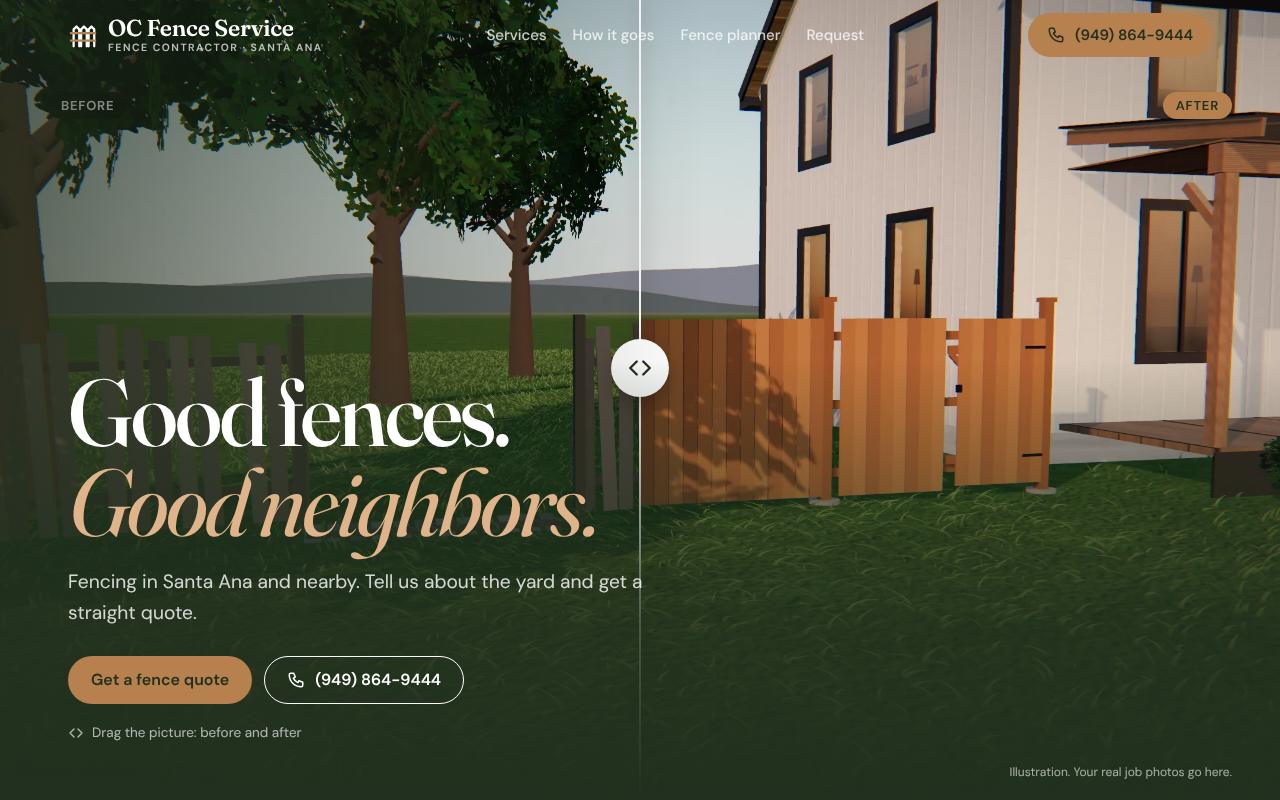 OC Fence Service
FENCE CONTRACTOR · SANTA ANA
Services
How it goes
Fence planner
Request
(949) 864-9444
BEFORE
AFTER
Good fences.
Good neighbors.
Fencing in Santa Ana and nearby. Tell us about the yard and get a
straight quote.
Get a fence quote
(949) 864-9444
Drag the picture: before and after
Illustration. Your real job photos go here.